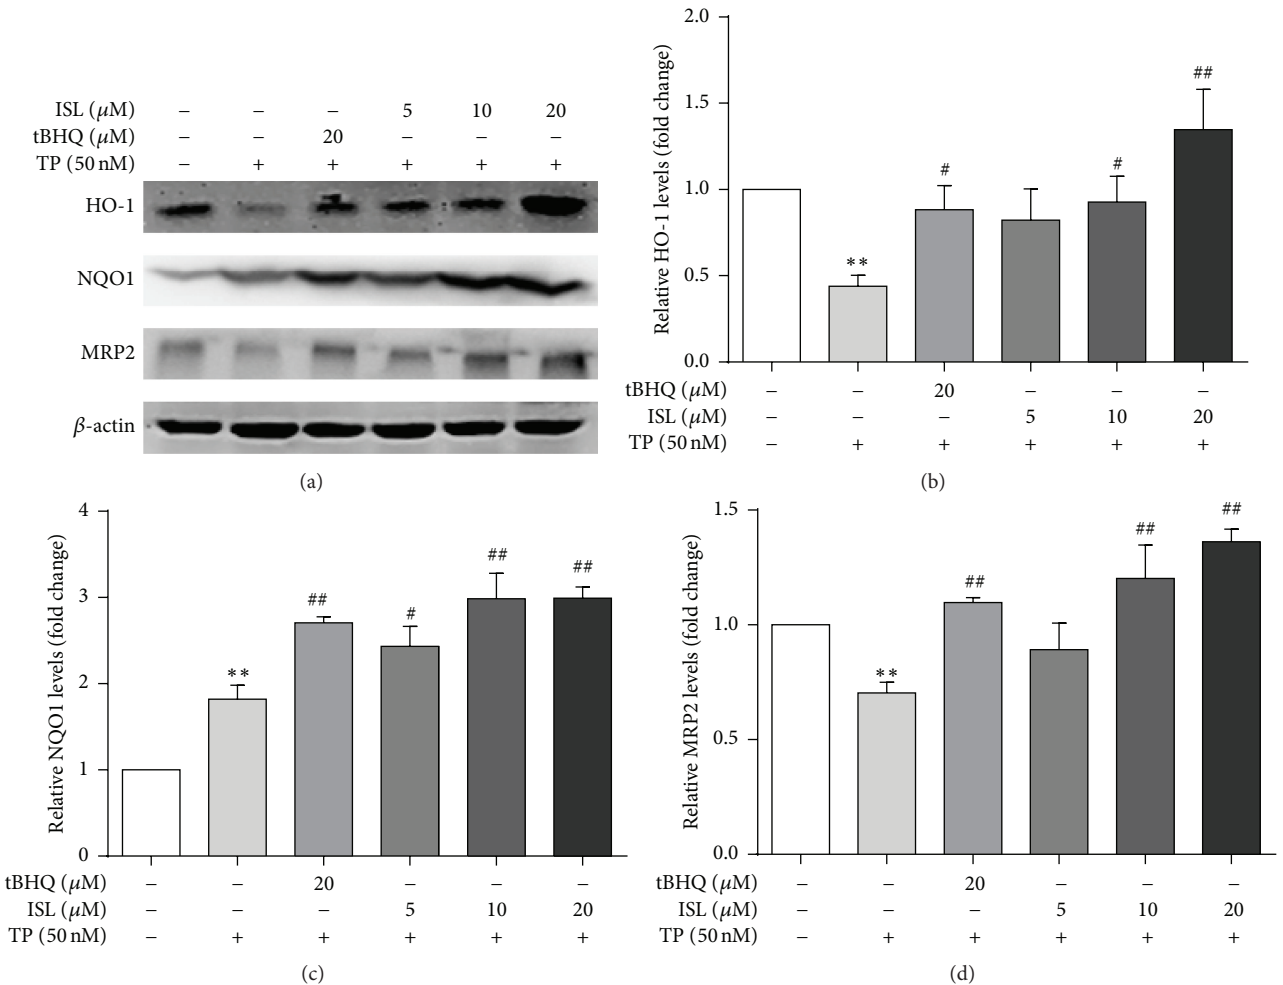 ISL (μM) – – – 5 10 20
tBHQ (μM) – – 20 – – –
TP (50 nM) – + + + + +
HO-1
NQO1
MRP2
β-actin
(a)
Relative HO-1 levels (fold change)
2.0
1.5
1.0
0.5
0.0
**
#
#
##
tBHQ (μM) – – 20 – – –
ISL (μM) – – – 5 10 20
TP (50 nM) – + + + + +
(b)
Relative NQO1 levels (fold change)
4
3
2
1
0
**
##
#
##
##
tBHQ (μM) – – 20 – – –
ISL (μM) – – – 5 10 20
TP (50 nM) – + + + + +
(c)
Relative MRP2 levels (fold change)
1.5
1.0
0.5
0.0
**
##
##
##
tBHQ (μM) – – 20 – – –
ISL (μM) – – – 5 10 20
TP (50 nM) – + + + + +
(d)